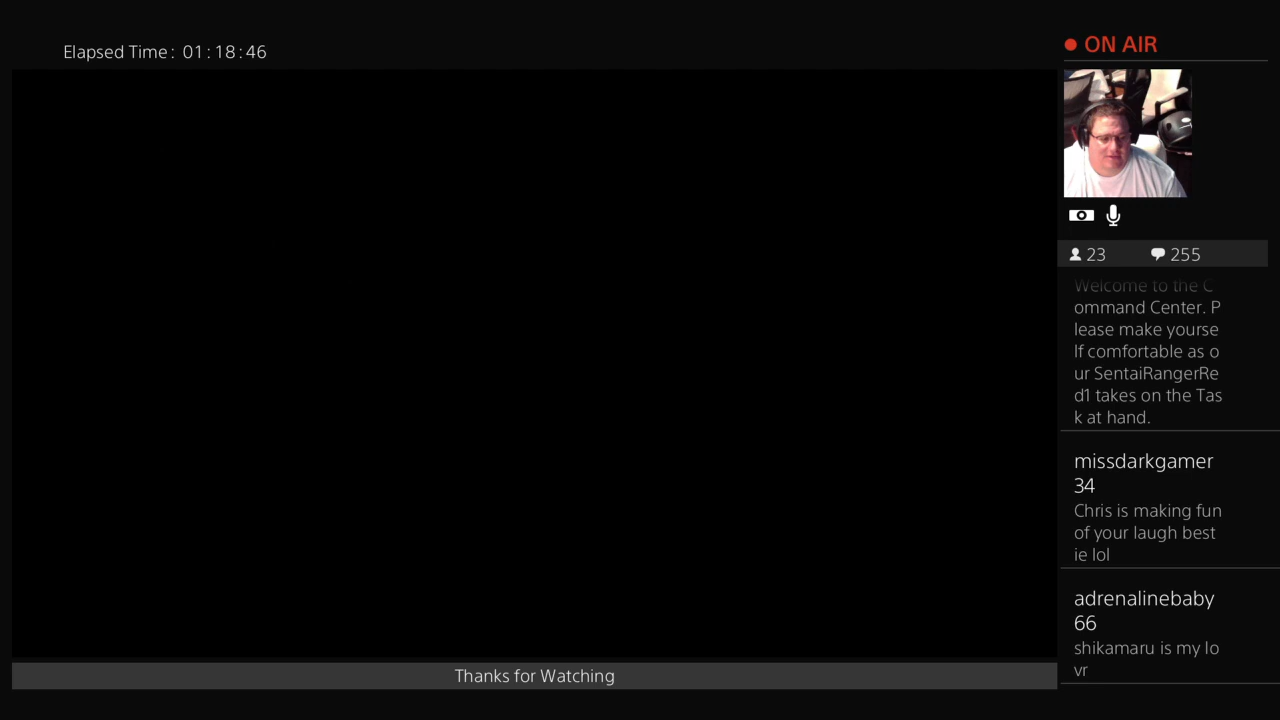 Elapsed Time: 01:18:46
ON AIR
23 255
Welcome to the C
ommand Center. P
lease make yourse
lf comfortable as o
ur SentaiRangerRe
d1 takes on the Tas
k at hand.
missdarkgamer
34
Chris is making fun
of your laugh best
ie lol
adrenalinebaby
66
shikamaru is my lo
vr
Thanks for Watching